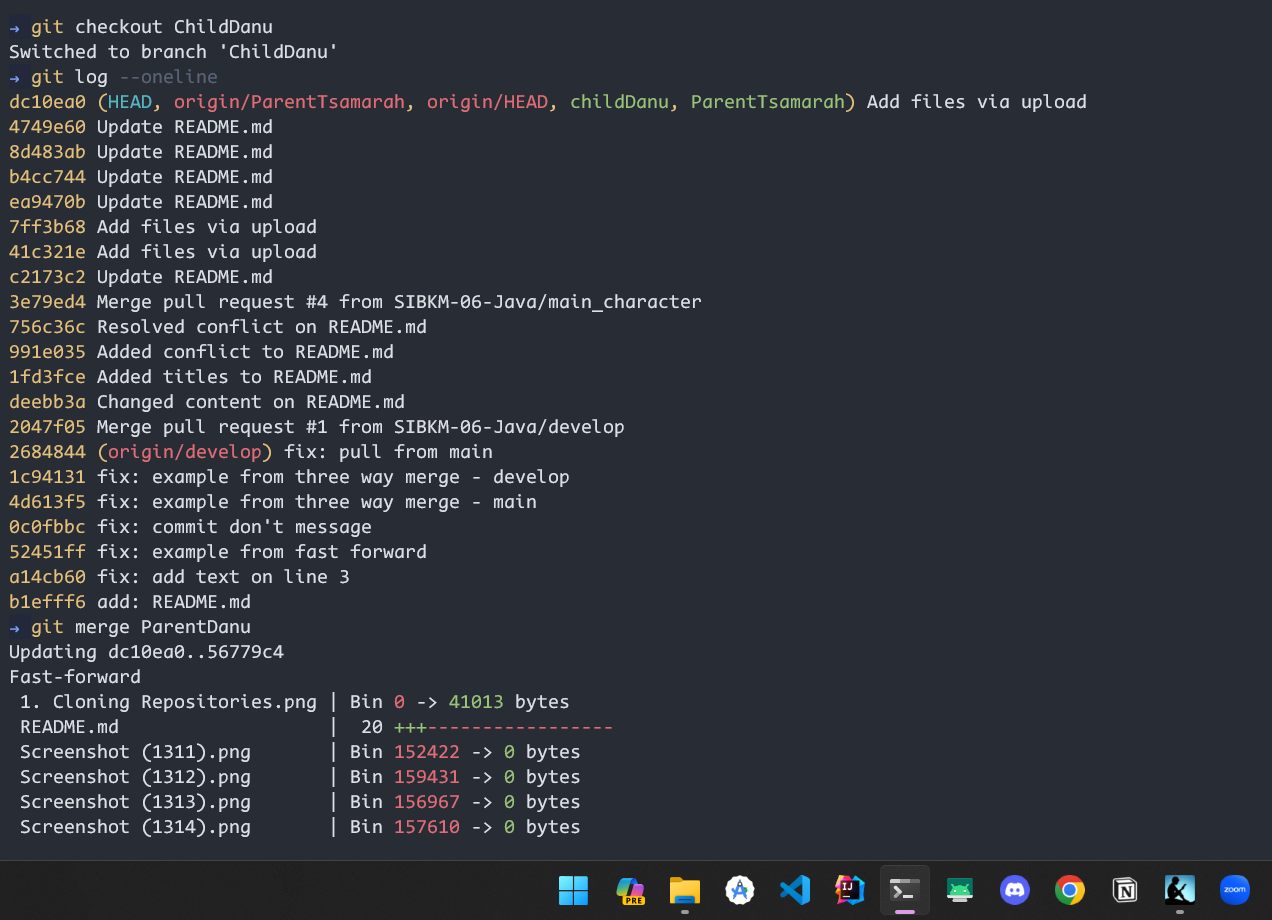 → git checkout ChildDanu
Switched to branch 'ChildDanu'
→ git log --oneline
dc10ea0 (HEAD, origin/ParentTsamarah, origin/HEAD, childDanu, ParentTsamarah) Add files via upload
4749e60 Update README.md
8d483ab Update README.md
b4cc744 Update README.md
ea9470b Update README.md
7ff3b68 Add files via upload
41c321e Add files via upload
c2173c2 Update README.md
3e79ed4 Merge pull request #4 from SIBKM-06-Java/main_character
756c36c Resolved conflict on README.md
991e035 Added conflict to README.md
1fd3fce Added titles to README.md
deebb3a Changed content on README.md
2047f05 Merge pull request #1 from SIBKM-06-Java/develop
2684844 (origin/develop) fix: pull from main
1c94131 fix: example from three way merge - develop
4d613f5 fix: example from three way merge - main
0c0fbbc fix: commit don't message
52451ff fix: example from fast forward
a14cb60 fix: add text on line 3
b1efff6 add: README.md
→ git merge ParentDanu
Updating dc10ea0..56779c4
Fast-forward
 1. Cloning Repositories.png | Bin 0 -> 41013 bytes
 README.md                   |  20 +++-----------------
 Screenshot (1311).png       | Bin 152422 -> 0 bytes
 Screenshot (1312).png       | Bin 159431 -> 0 bytes
 Screenshot (1313).png       | Bin 156967 -> 0 bytes
 Screenshot (1314).png       | Bin 157610 -> 0 bytes
PRE IJ N zoom